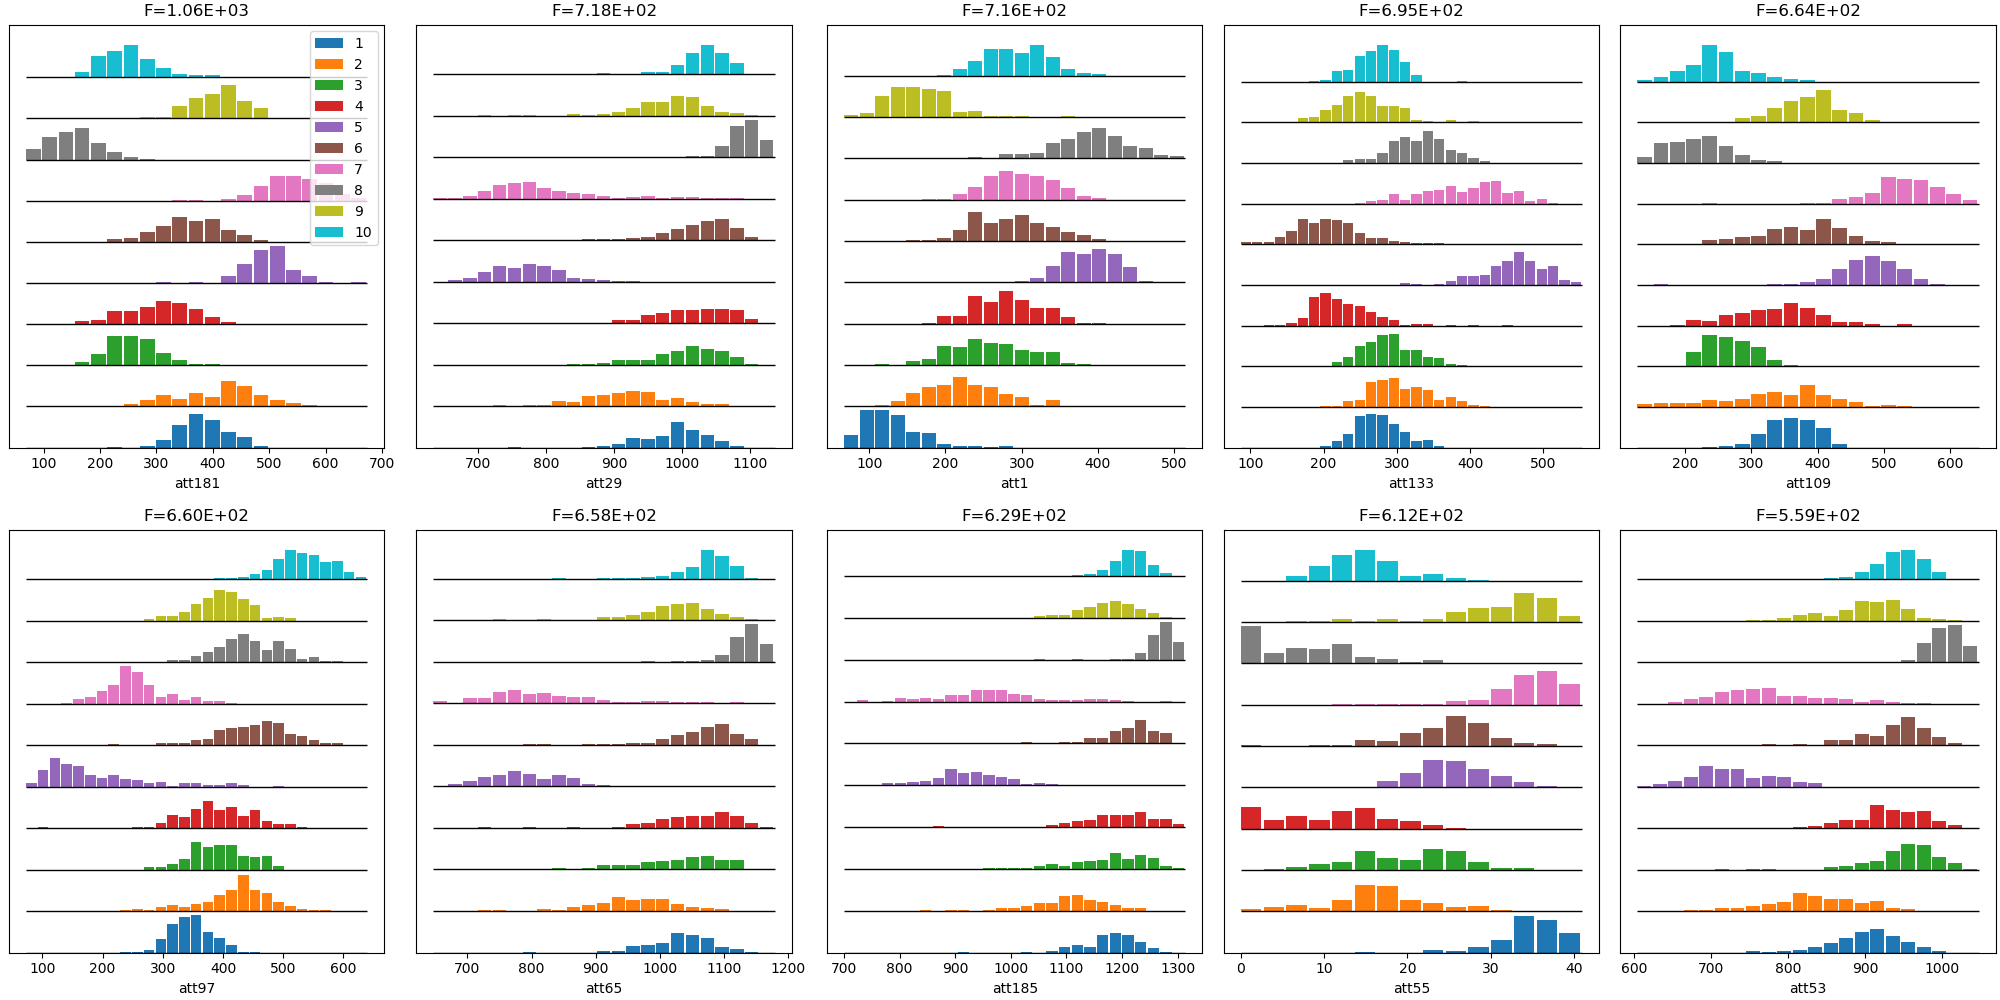 F=1.06E+03
1
2
3
4
5
6
7
8
9
10
100 200 300 400 500 600 700
att181
F=7.18E+02
700 800 900 1000 1100
att29
F=7.16E+02
100 200 300 400 500
att1
F=6.95E+02
100 200 300 400 500
att133
F=6.64E+02
200 300 400 500 600
att109
F=6.60E+02
100 200 300 400 500 600
att97
F=6.58E+02
700 800 900 1000 1100 1200
att65
F=6.29E+02
700 800 900 1000 1100 1200 1300
att185
F=6.12E+02
0 10 20 30 40
att55
F=5.59E+02
600 700 800 900 1000
att53